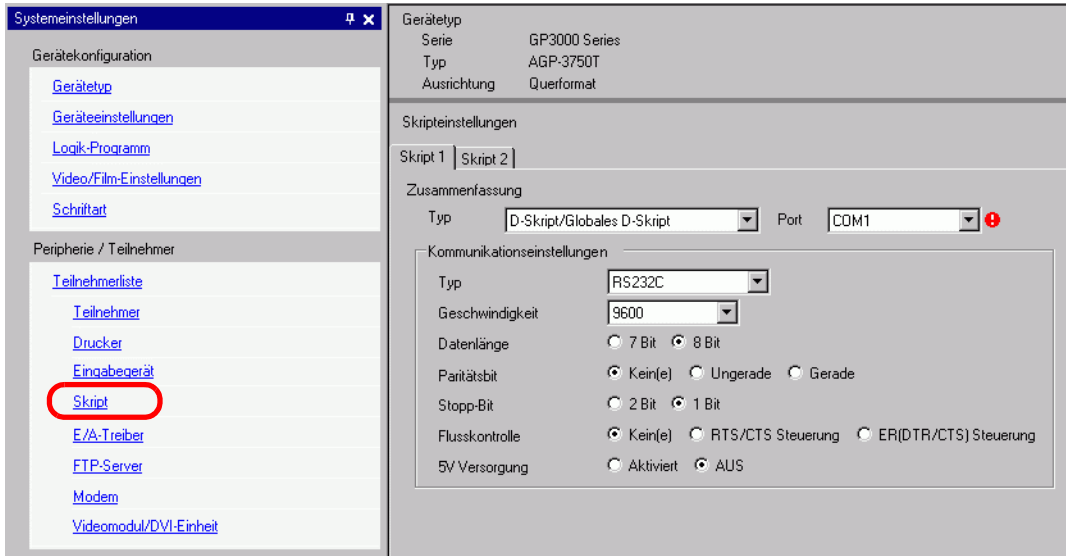 Systemeinstellungen
Gerätekonfiguration
Gerätetyp
Geräteeinstellungen
Logik-Programm
Video/Film-Einstellungen
Schriftart
Peripherie / Teilnehmer
Teilnehmerliste
Teilnehmer
Drucker
Eingabegerät
Skript
E/A-Treiber
FTP-Server
Modem
Videomodul/DVI-Einheit
Gerätetyp
Serie GP3000 Series
Typ AGP-3750T
Ausrichtung Querformat
Skripteinstellungen
Skript 1 Skript 2
Zusammenfassung
Typ D-Skript/Globales D-Skript Port COM1
Kommunikationseinstellungen
Typ RS232C
Geschwindigkeit 9600
Datenlänge 7 Bit 8 Bit
Paritätsbit Kein(e) Ungerade Gerade
Stopp-Bit 2 Bit 1 Bit
Flusskontrolle Kein(e) RTS/CTS Steuerung ER(DTR/CTS) Steuerung
5V Versorgung Aktiviert AUS